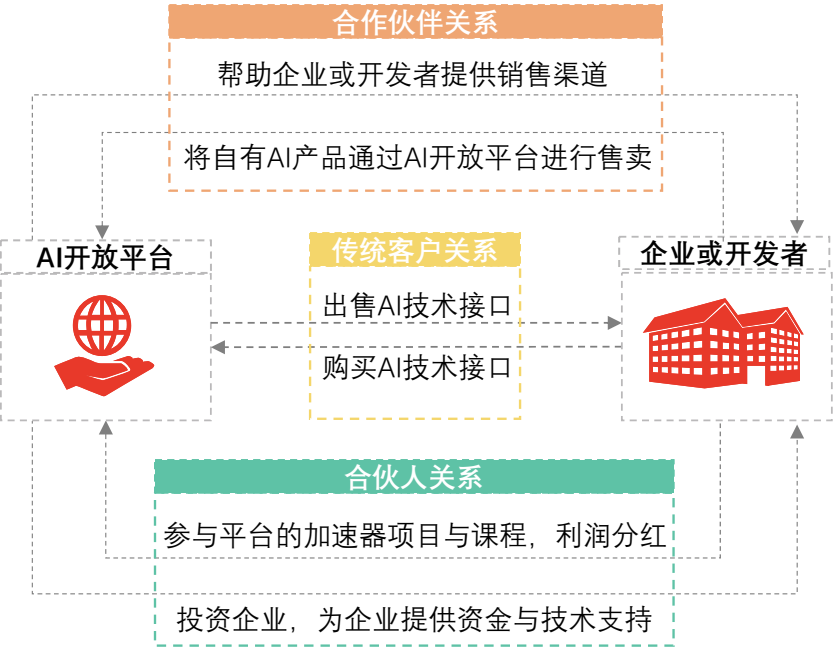 合作伙伴关系
帮助企业或开发者提供销售渠道
将自有AI产品通过AI开放平台进行售卖
AI开放平台
传统客户关系
企业或开发者
出售AI技术接口
购买AI技术接口
合伙人关系
参与平台的加速器项目与课程，利润分红
投资企业，为企业提供资金与技术支持